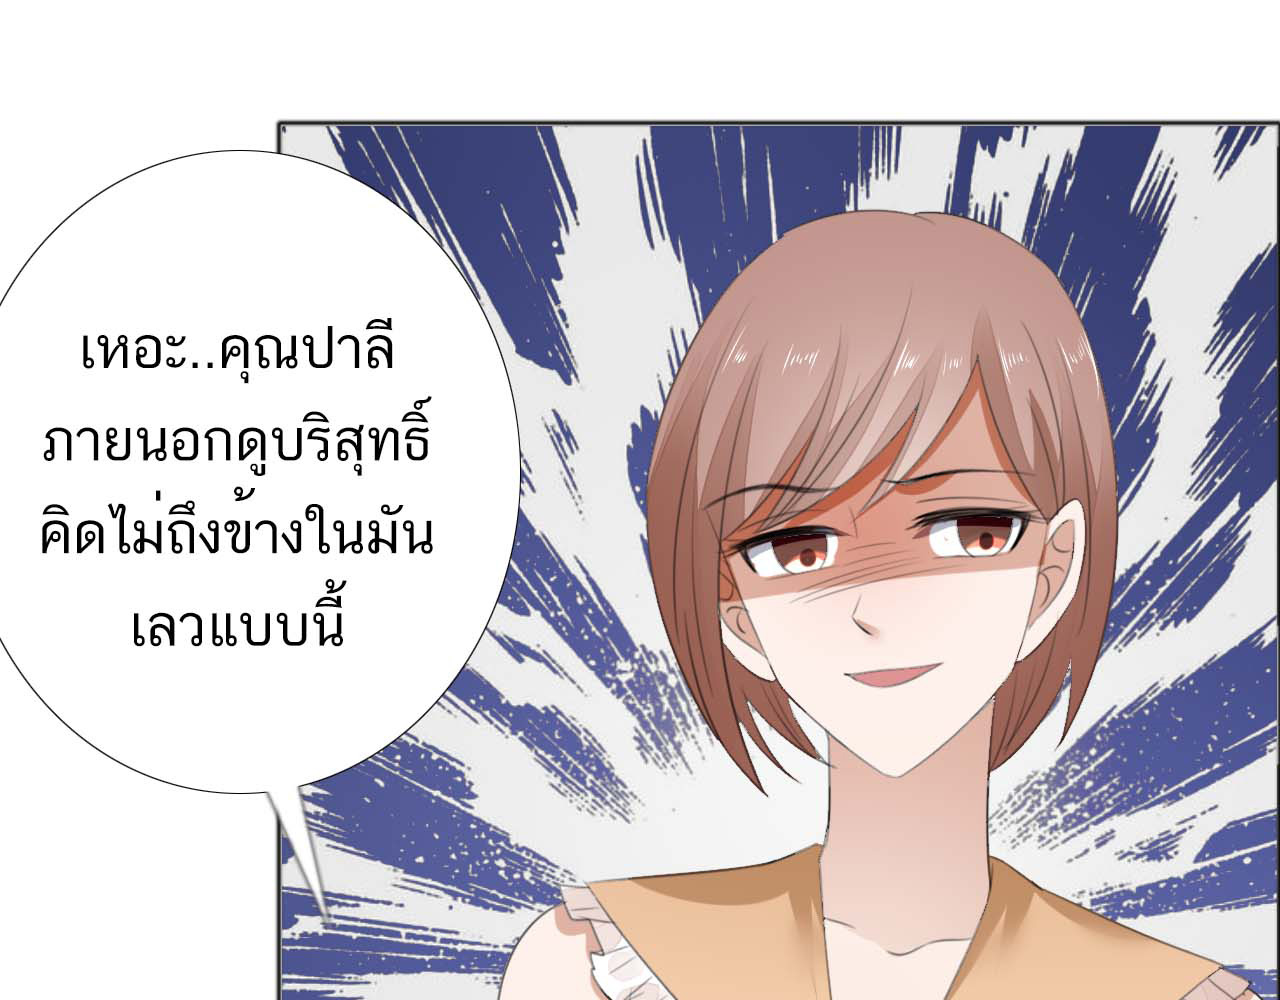 เหอะ..คุณปาลี
ภายนอกดูบริสุทธิ์
คิดไม่ถึงข้างในมัน
เลวแบบนี้